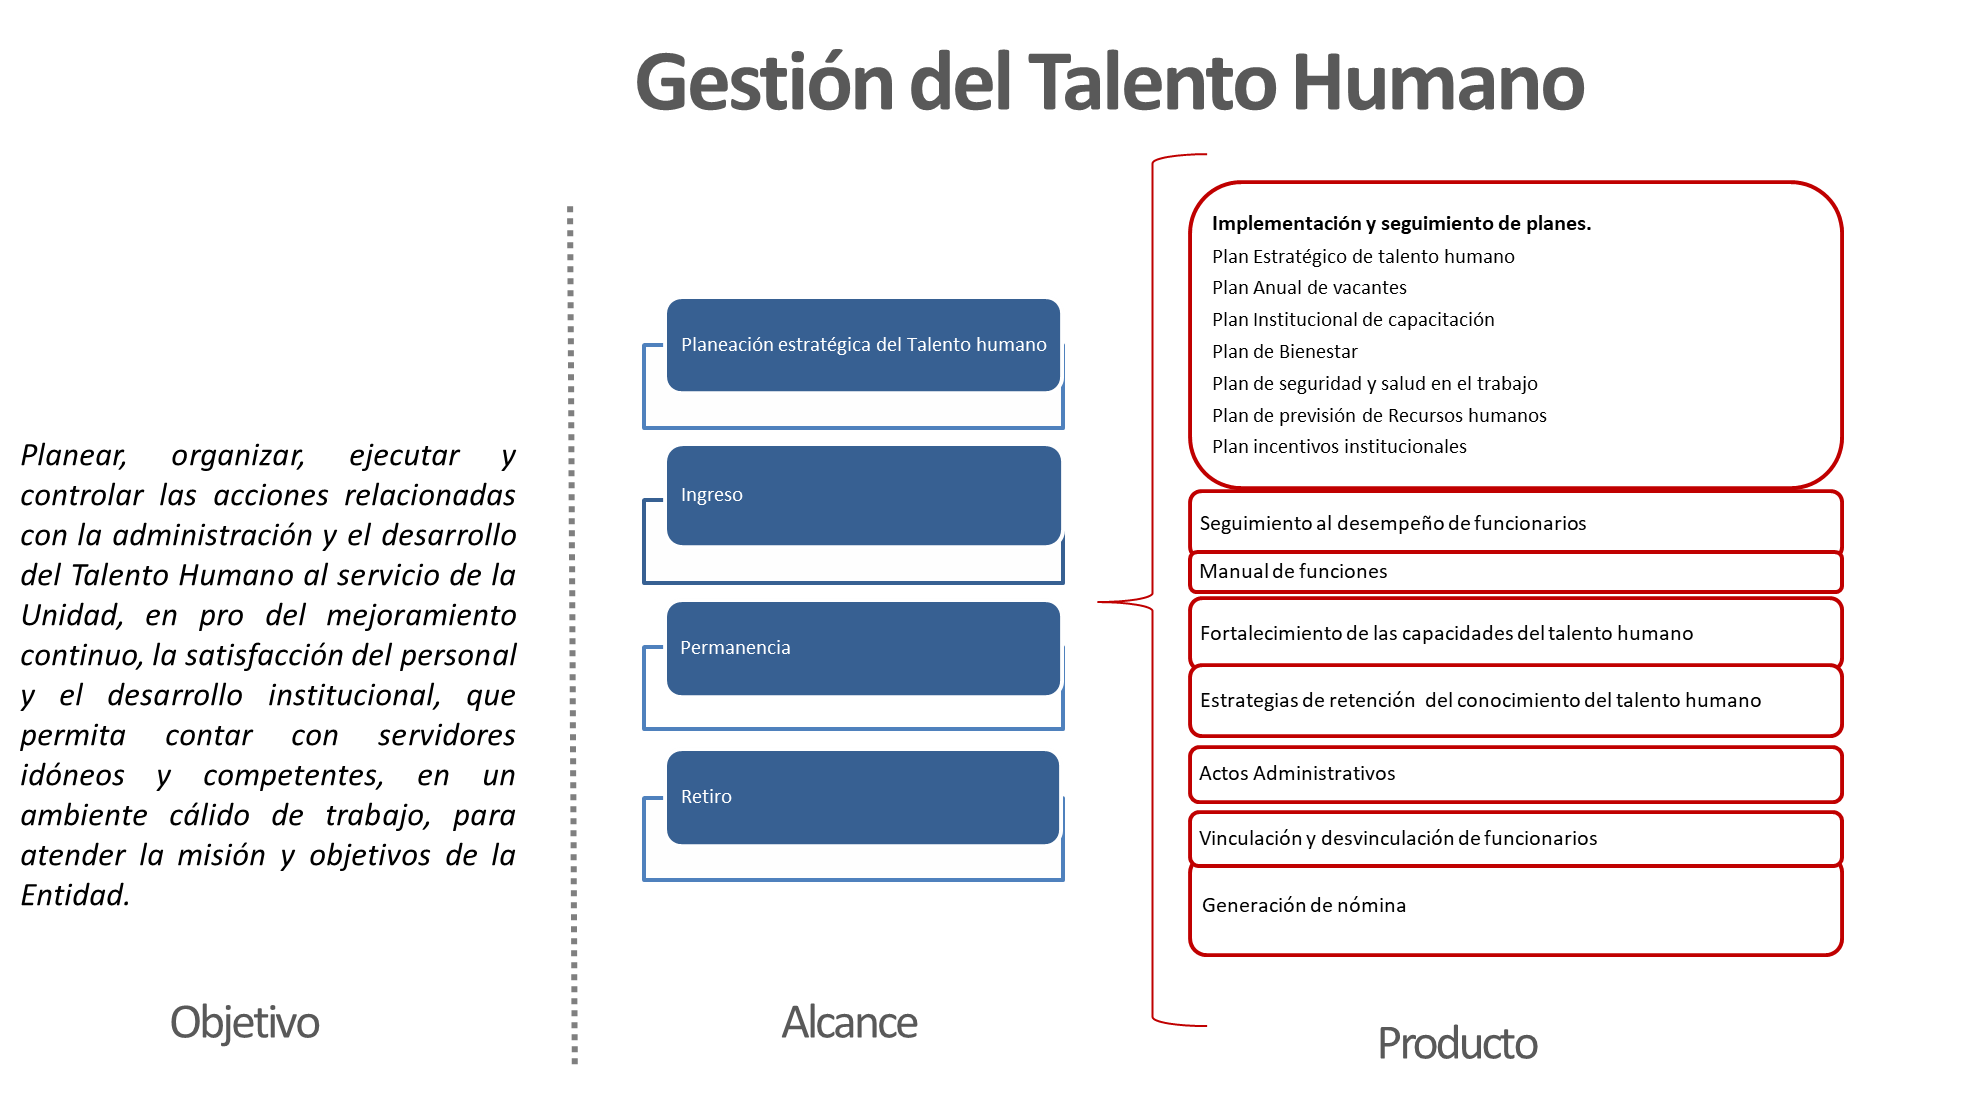 Gestión del Talento Humano
Planear, organizar, ejecutar y
controlar las acciones relacionadas
con la administración y el desarrollo
del Talento Humano al servicio de la
Unidad, en pro del mejoramiento
continuo, la satisfacción del personal
y el desarrollo institucional, que
permita contar con servidores
idóneos y competentes, en un
ambiente cálido de trabajo, para
atender la misión y objetivos de la
Entidad.
Objetivo
Planeación estratégica del Talento humano
Ingreso
Permanencia
Retiro
Alcance
Implementación y seguimiento de planes.
Plan Estratégico de talento humano
Plan Anual de vacantes
Plan Institucional de capacitación
Plan de Bienestar
Plan de seguridad y salud en el trabajo
Plan de previsión de Recursos humanos
Plan incentivos institucionales
Seguimiento al desempeño de funcionarios
Manual de funciones
Fortalecimiento de las capacidades del talento humano
Estrategias de retención del conocimiento del talento humano
Actos Administrativos
Vinculación y desvinculación de funcionarios
Generación de nómina
Producto